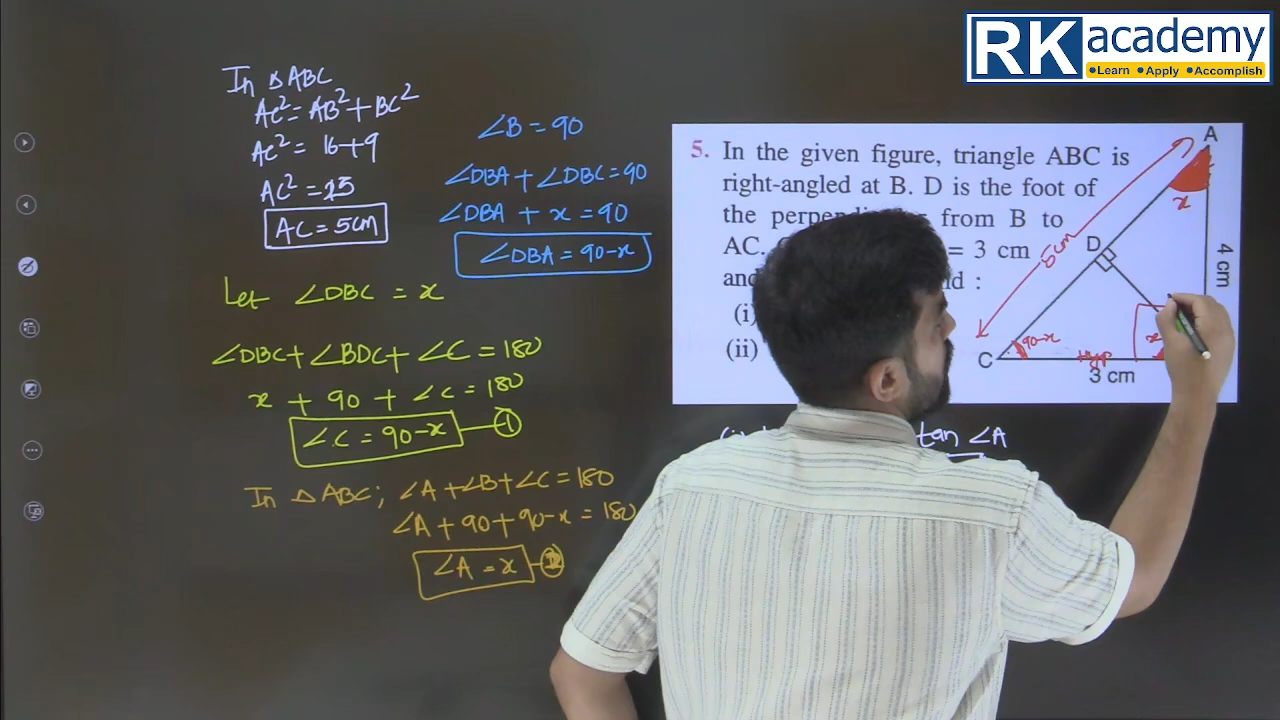 RK academy
•Learn •Apply •Accomplish
In △ABC
AC² = AB² + BC²
AC² = 16+9
AC² = 25
AC = 5cm
∠B = 90
∠DBA + ∠DBC = 90
∠DBA + x = 90
∠DBA = 90-x
Let ∠DBC = x
∠DBC + ∠BDC + ∠C = 180
x + 90 + ∠C = 180
∠C = 90-x 1
In △ABC; ∠A + ∠B + ∠C = 180
∠A + 90 + 90-x = 180
∠A = x 2
5. In the given figure, triangle ABC is
right-angled at B. D is the foot of
the from B to
AC. = 3 cm
:
(i)
(ii)
A
x
5cm
D
4 cm
90-x
x
C
Hyp
3 cm
(i) tan ∠A